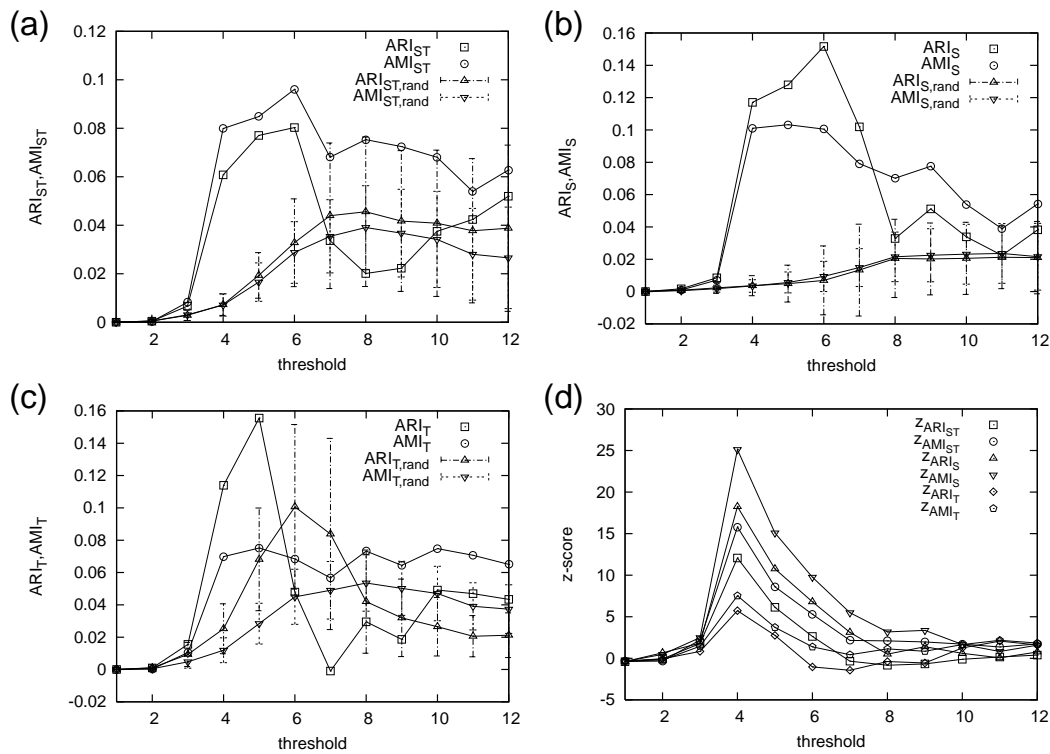 (a)
ARI_ST,AMI_ST
0.12
0.1
0.08
0.06
0.04
0.02
0
2 4 6 8 10 12
threshold
ARI_ST
AMI_ST
ARI_ST,rand
AMI_ST,rand
(b)
ARI_S,AMI_S
0.16
0.14
0.12
0.1
0.08
0.06
0.04
0.02
0
-0.02
2 4 6 8 10 12
threshold
ARI_S
AMI_S
ARI_S,rand
AMI_S,rand
(c)
ARI_T,AMI_T
0.16
0.14
0.12
0.1
0.08
0.06
0.04
0.02
0
-0.02
2 4 6 8 10 12
threshold
ARI_T
AMI_T
ARI_T,rand
AMI_T,rand
(d)
z-score
30
25
20
15
10
5
0
-5
2 4 6 8 10 12
threshold
z_ARI_ST
z_AMI_ST
z_ARI_S
z_AMI_S
z_ARI_T
z_AMI_T